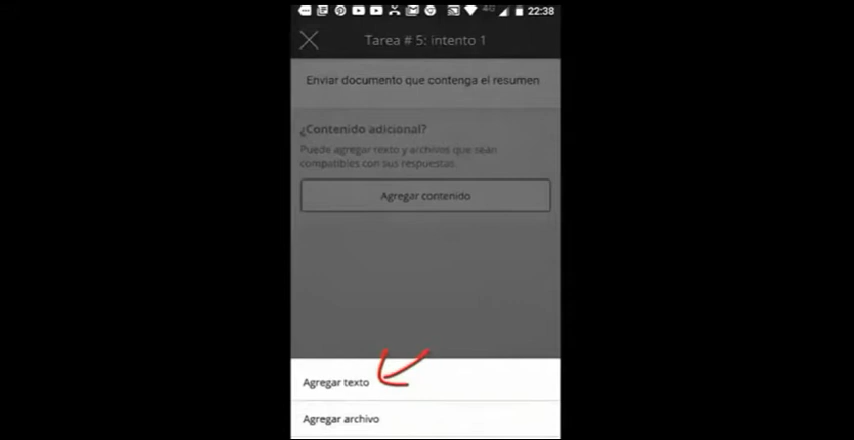 4G 22:38
Tarea # 5: intento 1
Enviar documento que contenga el resumen
¿Contenido adicional?
Puede agregar texto y archivos que sean
compatibles con sus respuestas.
Agregar contenido
Agregar texto
Agregar archivo